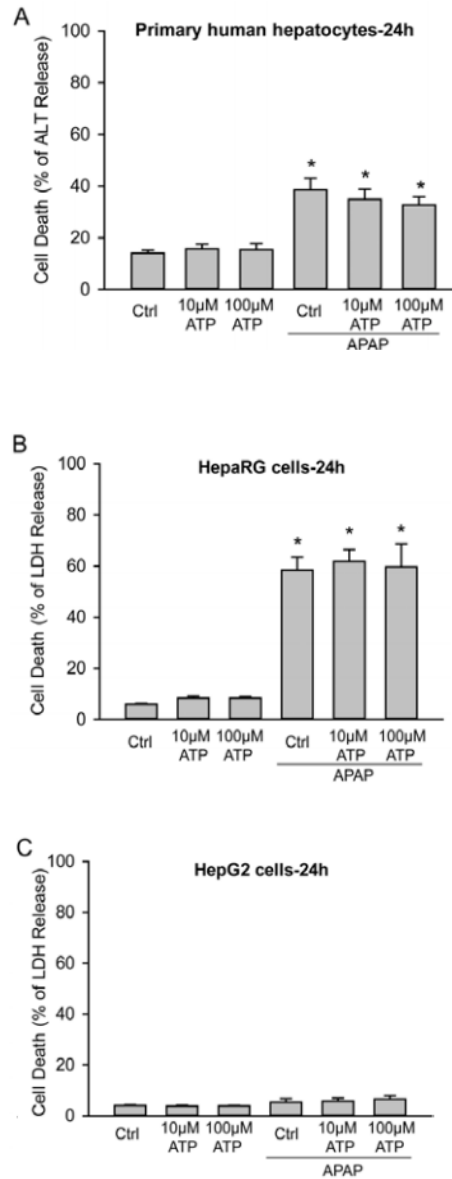 A
Primary human hepatocytes-24h
Cell Death (% of ALT Release)
100
80
60
40
20
0
* * *
Ctrl 10μM 100μM Ctrl 10μM 100μM
ATP ATP ATP ATP
APAP
B
HepaRG cells-24h
Cell Death (% of LDH Release)
100
80
60
40
20
0
* * *
Ctrl 10μM 100μM Ctrl 10μM 100μM
ATP ATP ATP ATP
APAP
C
HepG2 cells-24h
Cell Death (% of LDH Release)
100
80
60
40
20
0
Ctrl 10μM 100μM Ctrl 10μM 100μM
ATP ATP ATP ATP
APAP